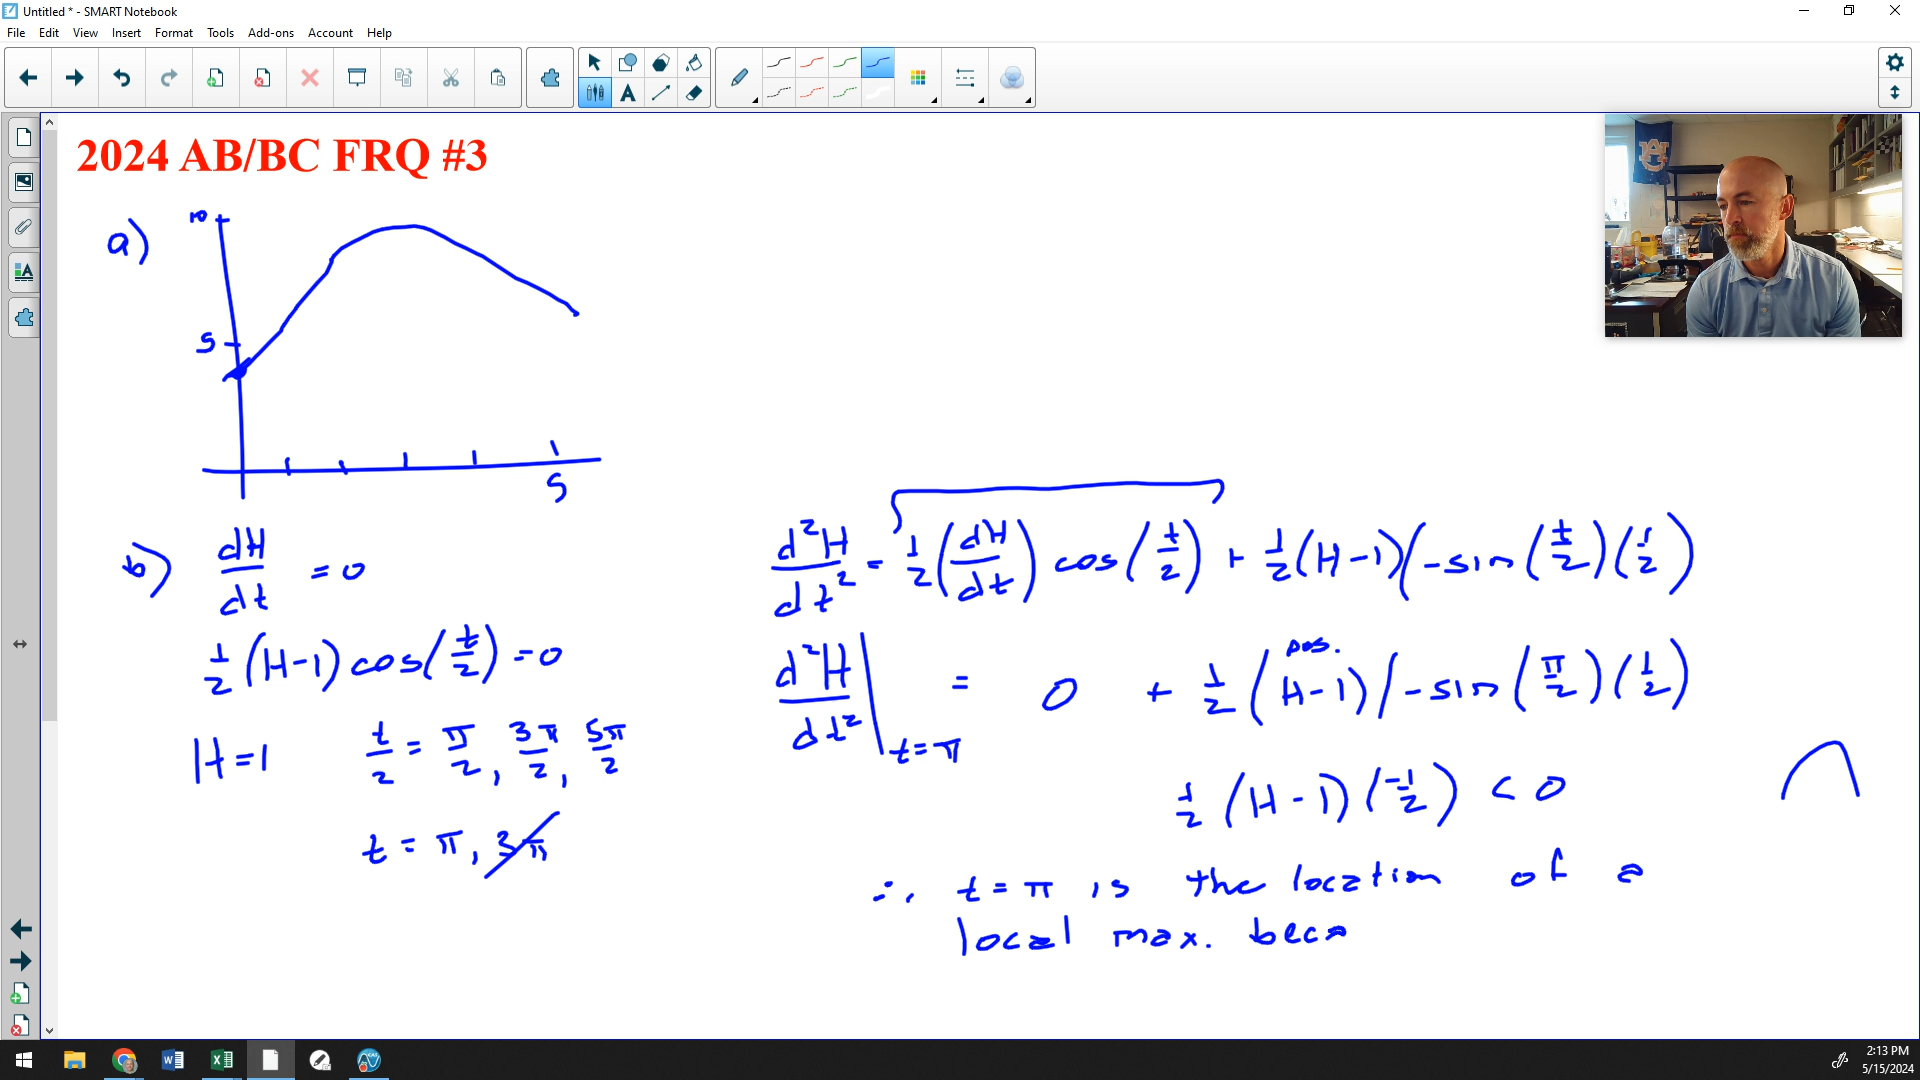 Untitled * - SMART Notebook
File Edit View Insert Format Tools Add-ons Account Help
2024 AB/BC FRQ #3
a)
10
5
5
b) dH/dt = 0
1/2 (H-1) cos(t/2) = 0
H=1 t/2 = π/2, 3π/2, 5π/2
t = π, 3π
d²H/dt² = 1/2 (dH/dt) cos(t/2) + 1/2 (H-1)(-sin(t/2)(1/2)
pos.
d²H/dt² | t=π = 0 + 1/2 (H-1)(-sin(π/2)(1/2)
1/2 (H-1)(-1/2) < 0
∴ t = π is the location of a
local max. beca
2:13 PM
5/15/2024